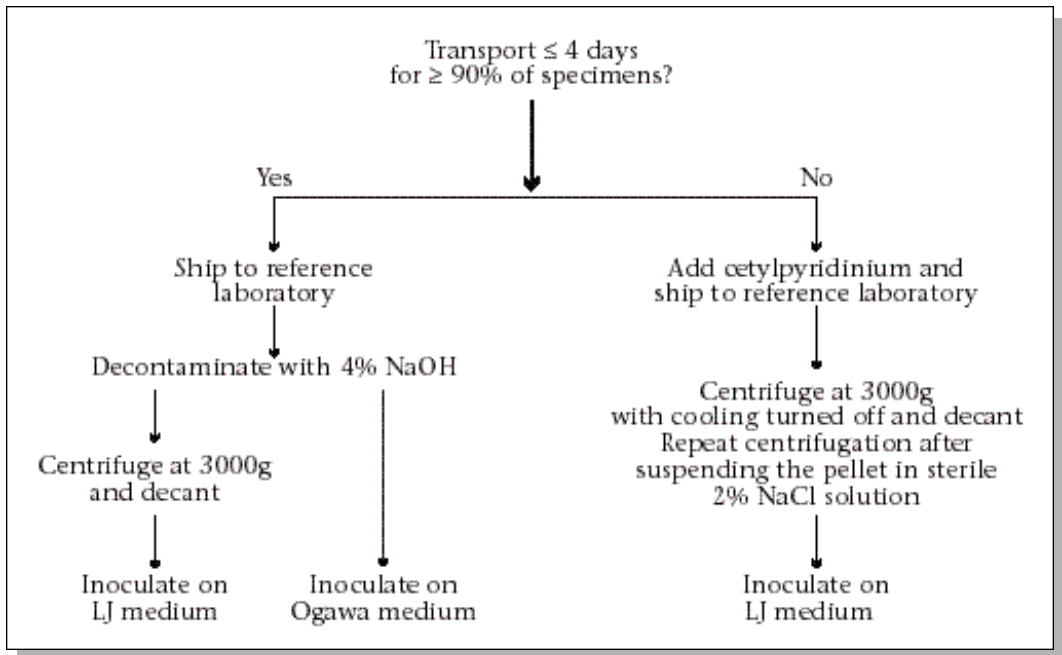 Transport ≤ 4 days
for ≥ 90% of specimens?
Yes
No
Ship to reference
laboratory
Add cetylpyridinium and
ship to reference laboratory
Decontaminate with 4% NaOH
Centrifuge at 3000g
with cooling turned off and decant
Repeat centrifugation after
suspending the pellet in sterile
2% NaCl solution
Centrifuge at 3000g
and decant
Inoculate on
LJ medium
Inoculate on
Ogawa medium
Inoculate on
LJ medium